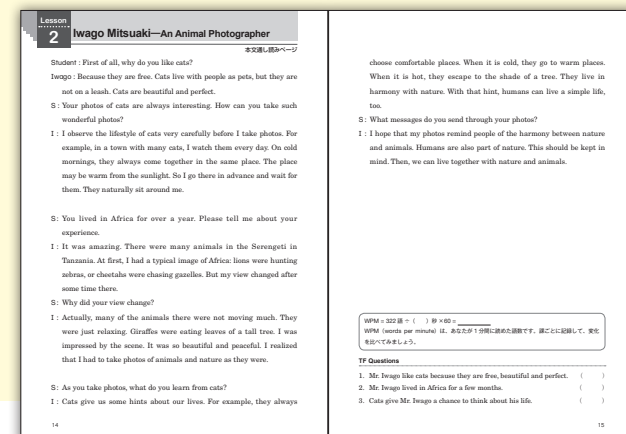 Lesson
2
Iwago Mitsuaki—An Animal Photographer
本文通し読みページ
Student : First of all, why do you like cats?
Iwago : Because they are free. Cats live with people as pets, but they are
not on a leash. Cats are beautiful and perfect.
S : Your photos of cats are always interesting. How can you take such
wonderful photos?
I : I observe the lifestyle of cats very carefully before I take photos. For
example, in a town with many cats, I watch them every day. On cold
mornings, they always come together in the same place. The place
may be warm from the sunlight. So I go there in advance and wait for
them. They naturally sit around me.
S : You lived in Africa for over a year. Please tell me about your
experience.
I : It was amazing. There were many animals in the Serengeti in
Tanzania. At first, I had a typical image of Africa: lions were hunting
zebras, or cheetahs were chasing gazelles. But my view changed after
some time there.
S : Why did your view change?
I : Actually, many of the animals there were not moving much. They
were just relaxing. Giraffes were eating leaves of a tall tree. I was
impressed by the scene. It was so beautiful and peaceful. I realized
that I had to take photos of animals and nature as they were.
S : As you take photos, what do you learn from cats?
I : Cats give us some hints about our lives. For example, they always
14
choose comfortable places. When it is cold, they go to warm places.
When it is hot, they escape to the shade of a tree. They live in
harmony with nature. With that hint, humans can live a simple life,
too.
S : What messages do you send through your photos?
I : I hope that my photos remind people of the harmony between nature
and animals. Humans are also part of nature. This should be kept in
mind. Then, we can live together with nature and animals.
WPM = 322 語 ÷ (　　) 秒 ×60 =
WPM（words per minute）は、あなたが 1 分間に読めた語数です。課ごとに記録して、変化
を比べてみましょう。
TF Questions
1. Mr. Iwago like cats because they are free, beautiful and perfect. (　　)
2. Mr. Iwago lived in Africa for a few months. (　　)
3. Cats give Mr. Iwago a chance to think about his life. (　　)
15